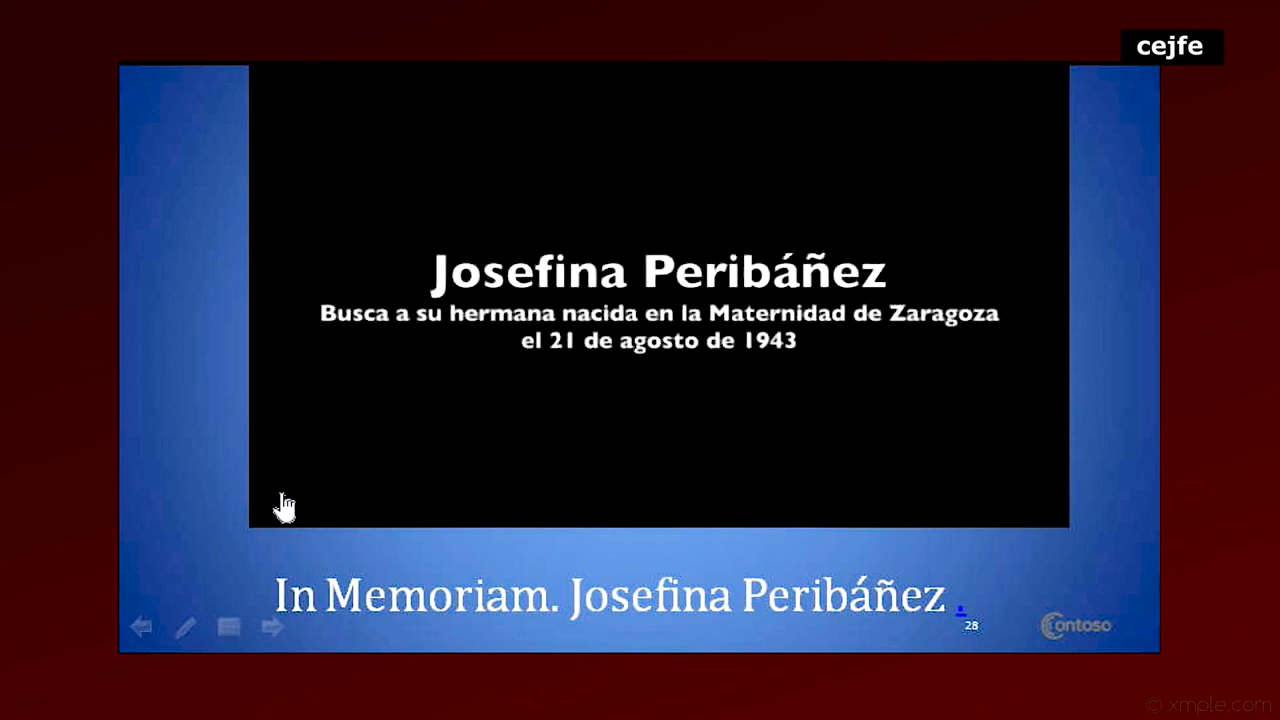 cejfe
Josefina Peribáñez
Busca a su hermana nacida en la Maternidad de Zaragoza
el 21 de agosto de 1943
In Memoriam. Josefina Peribáñez
28
Contoso
© xmple.com